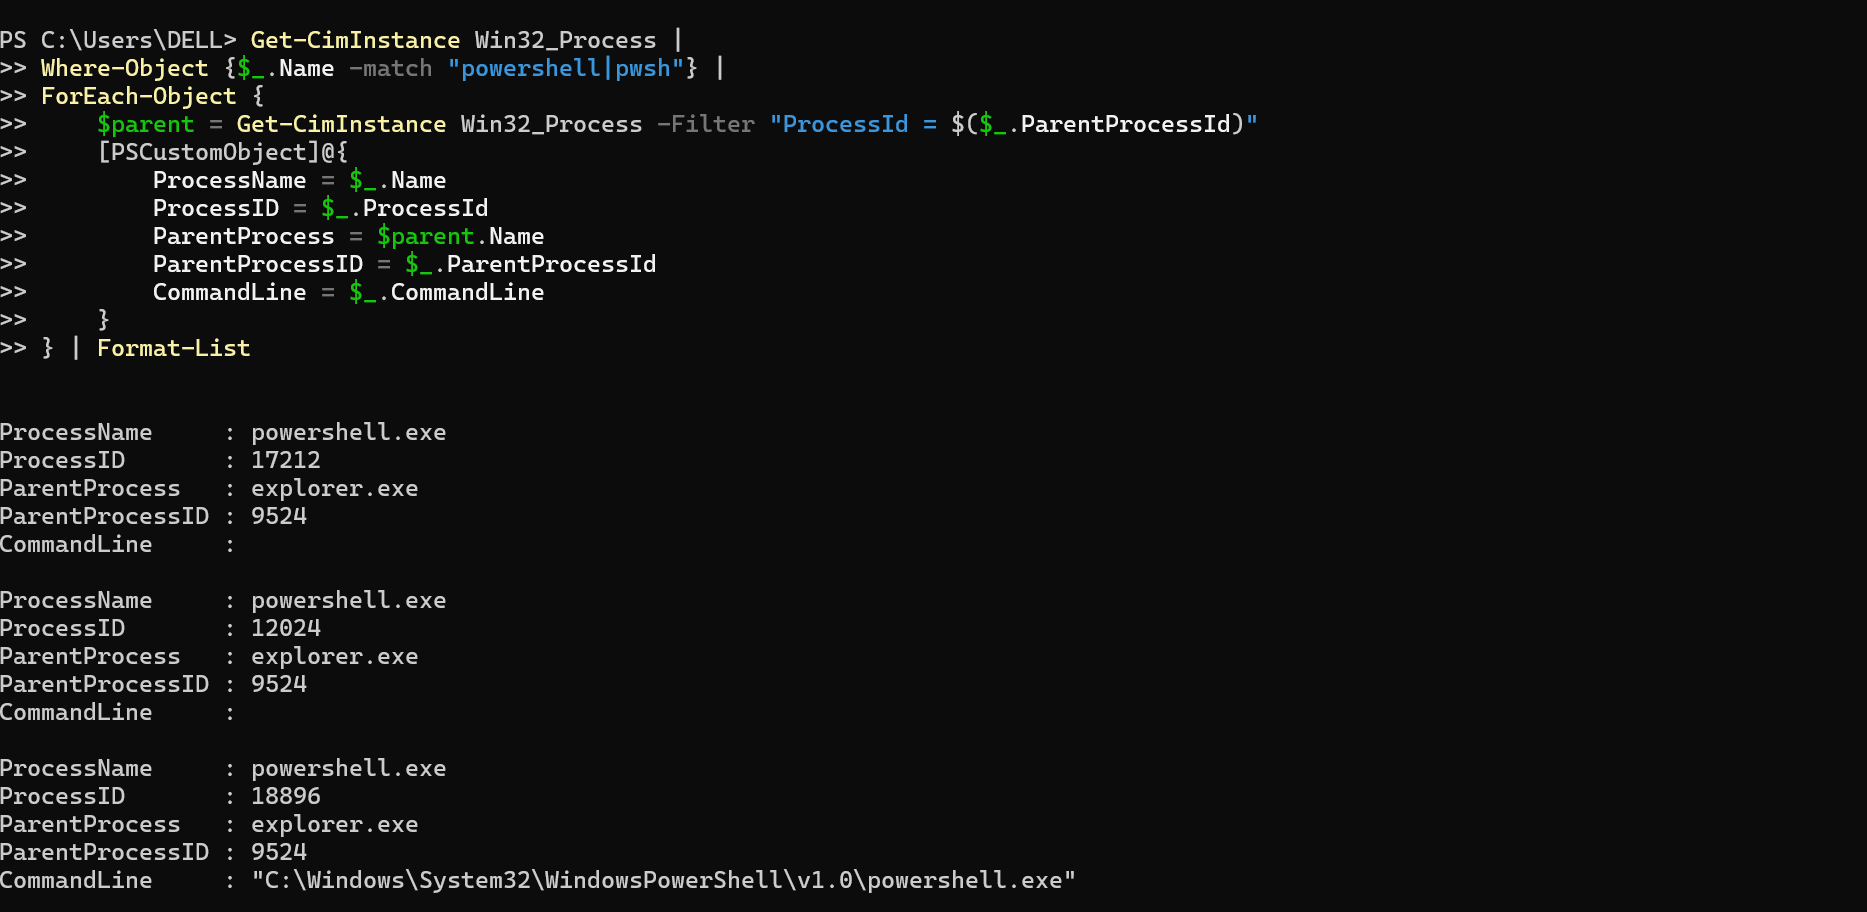 PS C:\Users\DELL> Get-CimInstance Win32_Process |
>> Where-Object {$_.Name -match "powershell|pwsh"} |
>> ForEach-Object {
>>     $parent = Get-CimInstance Win32_Process -Filter "ProcessId = $($_.ParentProcessId)"
>>     [PSCustomObject]@{
>>         ProcessName = $_.Name
>>         ProcessID = $_.ProcessId
>>         ParentProcess = $parent.Name
>>         ParentProcessID = $_.ParentProcessId
>>         CommandLine = $_.CommandLine
>>     }
>> } | Format-List
ProcessName     : powershell.exe
ProcessID       : 17212
ParentProcess   : explorer.exe
ParentProcessID : 9524
CommandLine     :
ProcessName     : powershell.exe
ProcessID       : 12024
ParentProcess   : explorer.exe
ParentProcessID : 9524
CommandLine     :
ProcessName     : powershell.exe
ProcessID       : 18896
ParentProcess   : explorer.exe
ParentProcessID : 9524
CommandLine     : "C:\Windows\System32\WindowsPowerShell\v1.0\powershell.exe"